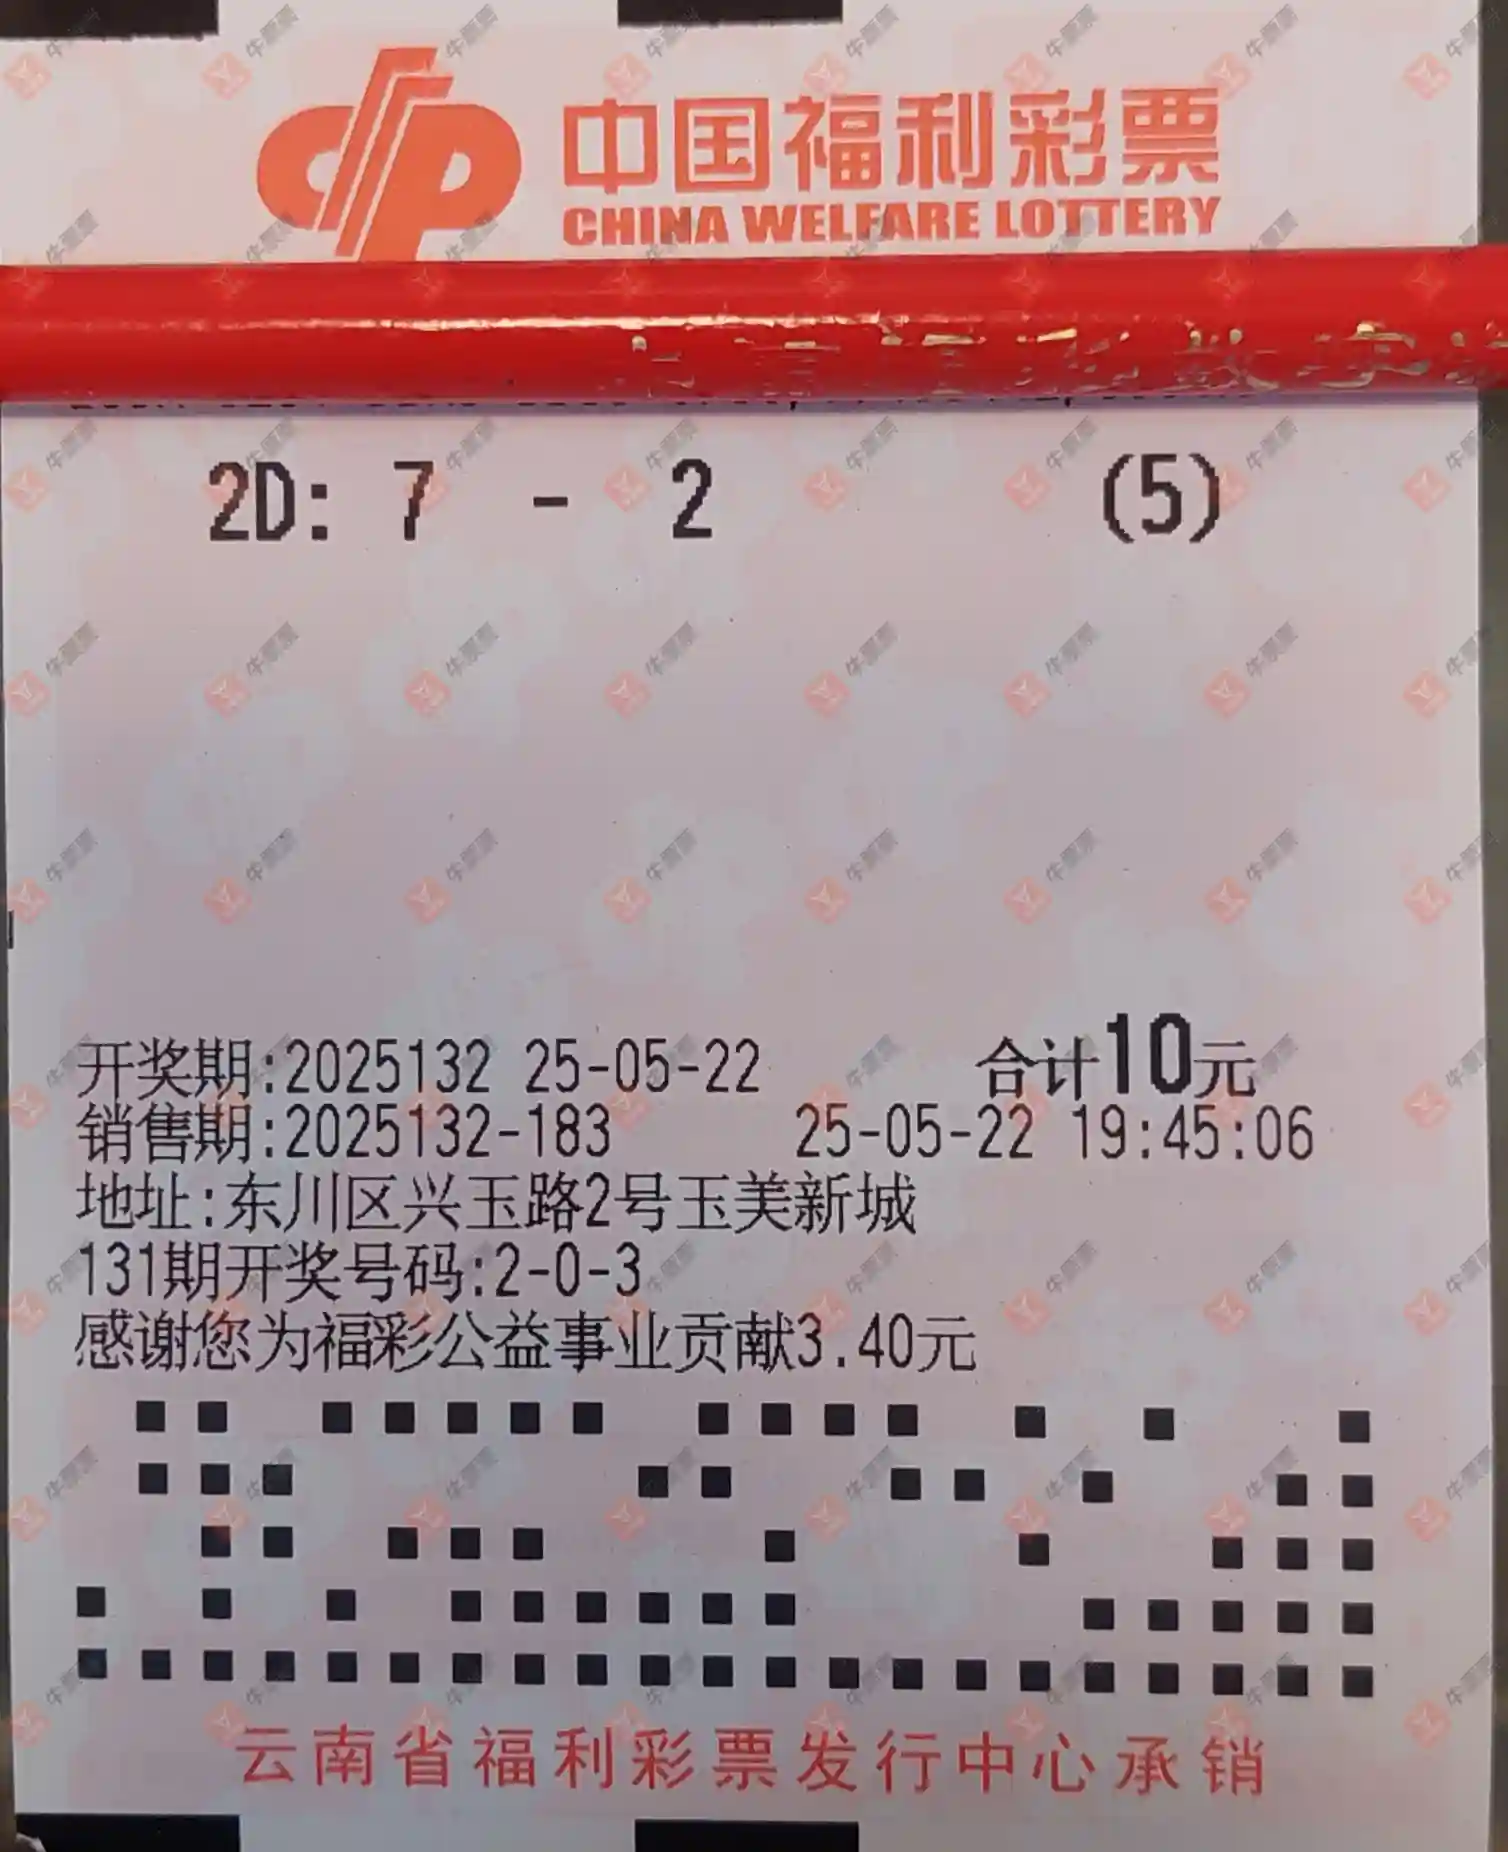 中国福利彩票
CHINA WELFARE LOTTERY
2D: 7 - 2 (5)
开奖期:2025132 25-05-22 合计10元
销售期:2025132-183 25-05-22 19:45:06
地址:东川区兴玉路2号玉美新城
131期开奖号码:2-0-3
感谢您为福彩公益事业贡献3.40元
云南省福利彩票发行中心承销